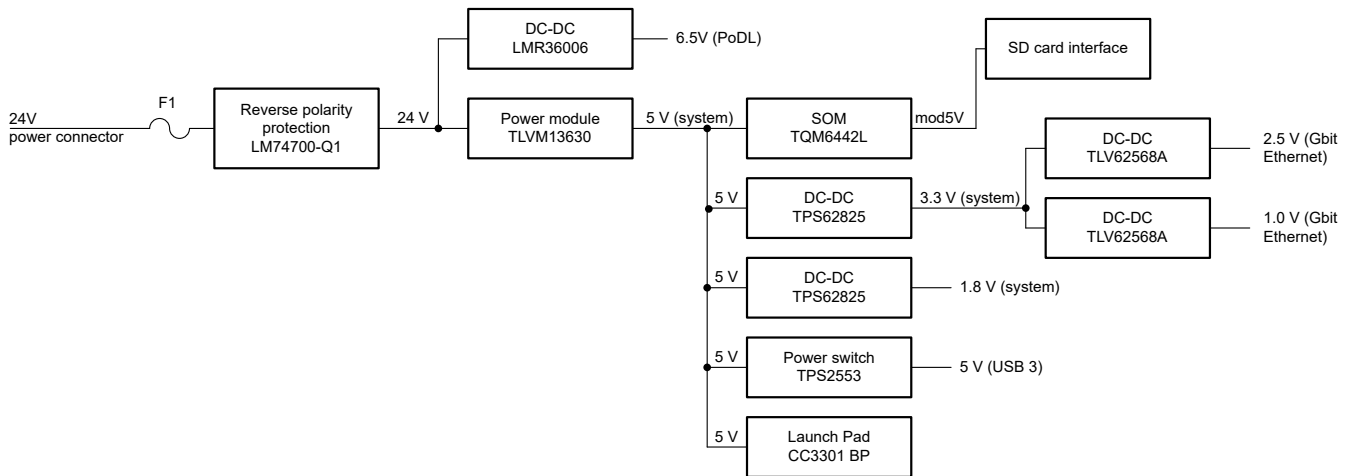 DC-DC
LMR36006
6.5V (PoDL)
SD card interface
F1
24V
power connector
Reverse polarity
protection
LM74700-Q1
24 V
Power module
TLVM13630
5 V (system)
SOM
TQM6442L
mod5V
DC-DC
TLV62568A
2.5 V (Gbit
Ethernet)
5 V
DC-DC
TPS62825
3.3 V (system)
DC-DC
TLV62568A
1.0 V (Gbit
Ethernet)
5 V
DC-DC
TPS62825
1.8 V (system)
5 V
Power switch
TPS2553
5 V (USB 3)
5 V
Launch Pad
CC3301 BP